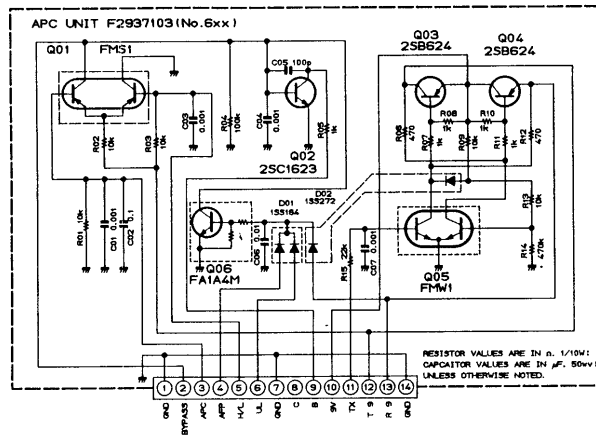 APC UNIT F2937103(No.6xx)
Q01
FMS1
Q03
2SB624
Q04
2SB624
C05 100p
R02
10k
R03
10k
C03
0.001
R04
100k
C04
0.001
R05
1k
Q02
2SC1623
R06
470
R08
1k
R10
1k
R07
1k
R09
10k
R11
1k
R12
470
D02
1SS272
D01
1SS184
R13
10k
R01 10k
C01 0.001
C02 0.1
C06 0.01
Q06
FA1A4M
R15 22k
C07 0.001
Q05
FMW1
R14
470k
RESISTOR VALUES ARE IN Ω. 1/10W:
CAPCAITOR VALUES ARE IN μF. 50wv:
UNLESS OTHERWISE NOTED.
1 2 3 4 5 6 7 8 9 10 11 12 13 14
GND BYPASS APC AFP H/L UL GND C B 9V TX T 9 R 9 GND